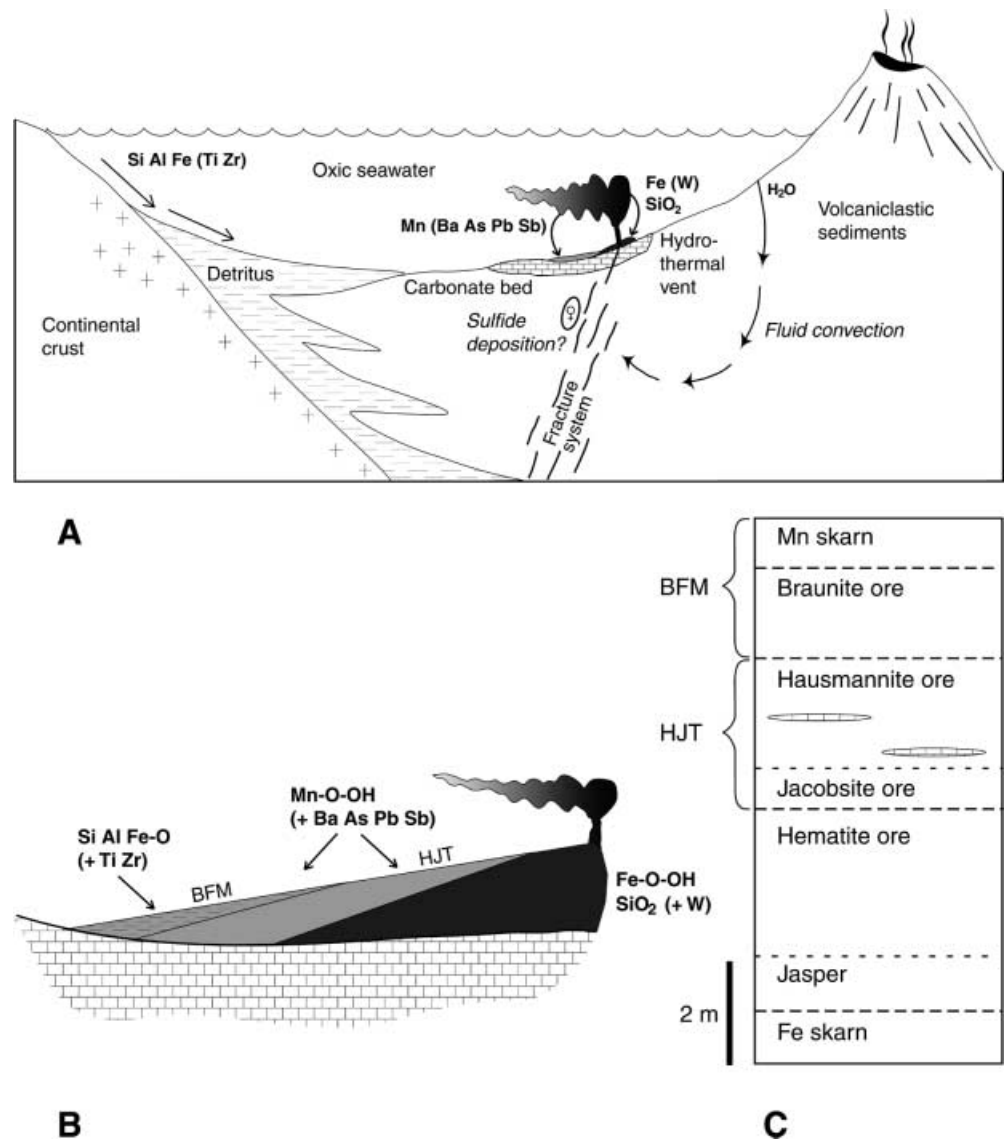 Si Al Fe (Ti Zr)
Oxic seawater
Fe (W)
SiO₂
H₂O
Mn (Ba As Pb Sb)
Volcaniclastic
sediments
Hydro-
thermal
vent
Detritus
Carbonate bed
Continental
crust
Sulfide
deposition?
Fluid convection
Fracture
system
A
Mn skarn
BFM
Braunite ore
Hausmannite ore
HJT
Jacobsite ore
Hematite ore
Jasper
2 m
Fe skarn
Mn-O-OH
(+ Ba As Pb Sb)
Si Al Fe-O
(+ Ti Zr)
BFM
HJT
Fe-O-OH
SiO₂ (+ W)
B
C